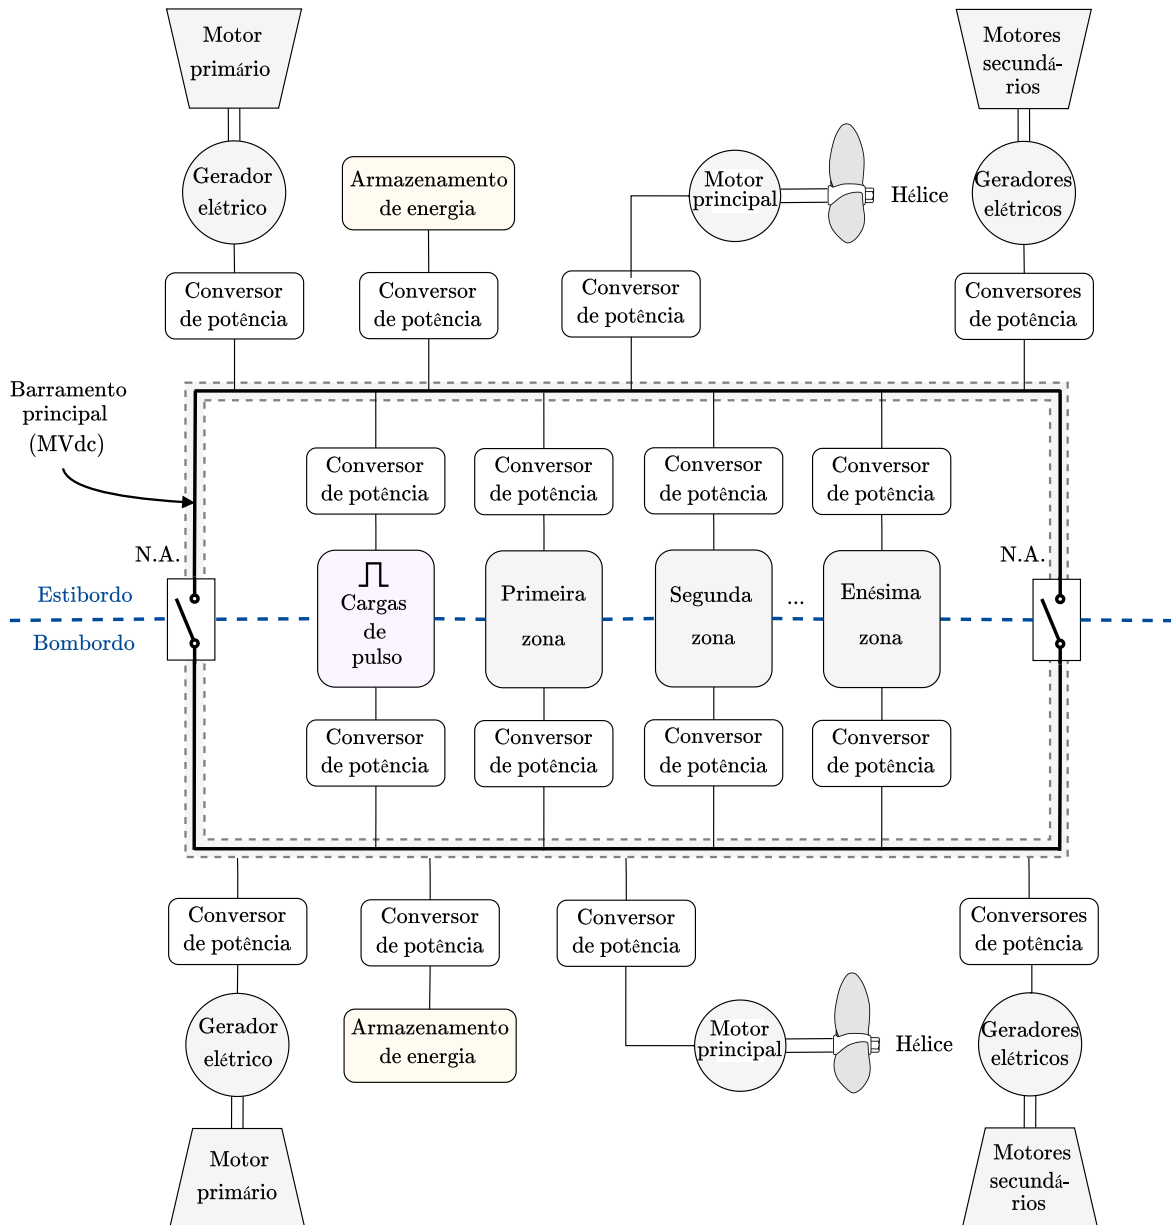 Motor
primário
Motores
secundá-
rios
Gerador
elétrico
Armazenamento
de energia
Motor
principal
Hélice
Geradores
elétricos
Conversor
de potência
Conversor
de potência
Conversor
de potência
Conversores
de potência
Barramento
principal
(MVdc)
Conversor
de potência
Conversor
de potência
Conversor
de potência
Conversor
de potência
N.A.
N.A.
Estibordo
Bombordo
Cargas
de
pulso
Primeira
zona
Segunda
zona
...
Enésima
zona
Conversor
de potência
Conversor
de potência
Conversor
de potência
Conversor
de potência
Conversor
de potência
Conversor
de potência
Conversor
de potência
Conversores
de potência
Gerador
elétrico
Armazenamento
de energia
Motor
principal
Hélice
Geradores
elétricos
Motor
primário
Motores
secundá-
rios